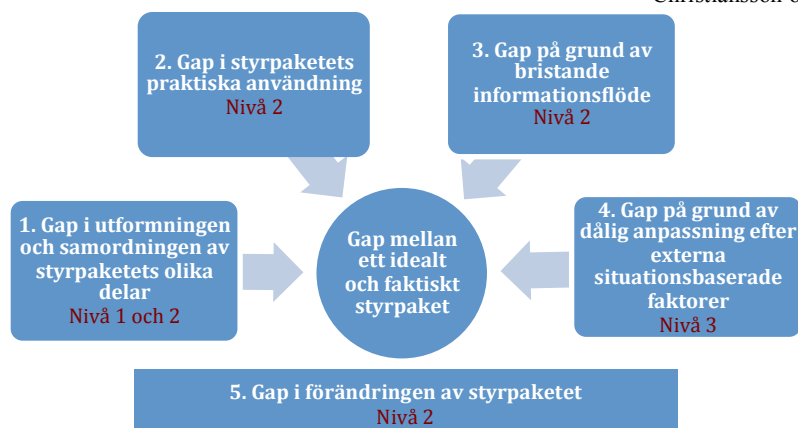 Christiansson o
2. Gap i styrpaketets
praktiska användning
Nivå 2
3. Gap på grund av
bristande
informationsflöde
Nivå 2
1. Gap i utformningen
och samordningen av
styrpaketets olika
delar
Nivå 1 och 2
Gap mellan
ett idealt
och faktiskt
styrpaket
4. Gap på grund av
dålig anpassning efter
externa
situationsbaserade
faktorer
Nivå 3
5. Gap i förändringen av styrpaketet
Nivå 2